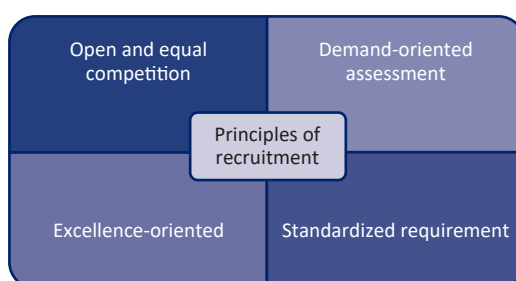 Open and equal
competition
Demand-oriented
assessment
Principles of
recruitment
Excellence-oriented
Standardized requirement